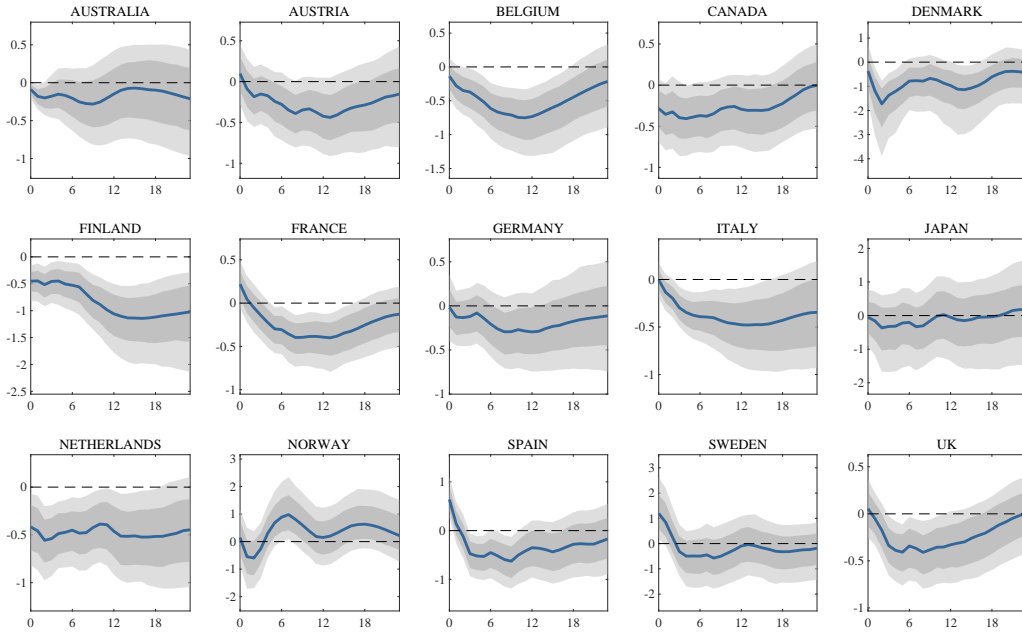 AUSTRALIA AUSTRIA BELGIUM CANADA DENMARK
0.5 0.5 0 0.5 1
0 0 -0.5 0 0
-0.5 -0.5 -1 -0.5 -1
-1 -1 -1.5 -1 -2
-3
-4
0 6 12 18 0 6 12 18 0 6 12 18 0 6 12 18 0 6 12 18
FINLAND FRANCE GERMANY ITALY JAPAN
0 0.5 0.5 0 2
-0.5 0 0 -0.5 1
-1 -0.5 -0.5 -1 0
-1.5 -1 -1 -1
-2 -2
-2.5
0 6 12 18 0 6 12 18 0 6 12 18 0 6 12 18 0 6 12 18
NETHERLANDS NORWAY SPAIN SWEDEN UK
0 3 1 3 0.5
-0.5 2 0 2 0
-1 1 -1 1 -0.5
0 0 -1
-2 -2
0 6 12 18 0 6 12 18 0 6 12 18 0 6 12 18 0 6 12 18